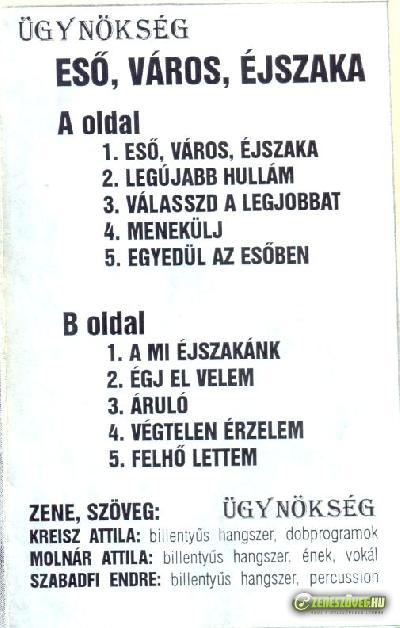 ÜGYNÖKSÉG
ESŐ, VÁROS, ÉJSZAKA
A oldal
1. ESŐ, VÁROS, ÉJSZAKA
2. LEGÚJABB HULLÁM
3. VÁLASSZD A LEGJOBBAT
4. MENEKÜLJ
5. EGYEDÜL AZ ESŐBEN
B oldal
1. A MI ÉJSZAKÁNK
2. ÉGJ EL VELEM
3. ÁRULÓ
4. VÉGTELEN ÉRZELEM
5. FELHŐ LETTEM
ZENE, SZÖVEG: ÜGYNÖKSÉG
KREISZ ATTILA: billentyűs hangszer, dobprogramok
MOLNÁR ATTILA: billentyűs hangszer, ének, vokál
SZABADFI ENDRE: billentyűs hangszer, percussion
ZENESZÖVEG.HU